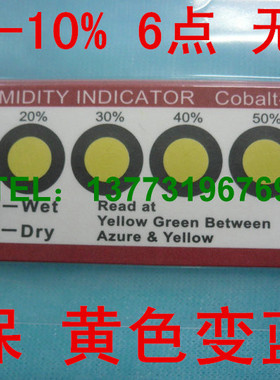 -10% 6点 无
MIDITY INDICATOR Cobalt
20% 30% 40% 50%
TEL: 13773196769
—Wet
—Dry
Read at
Yellow Green Between
Azure & Yellow
保 黄色变蓝